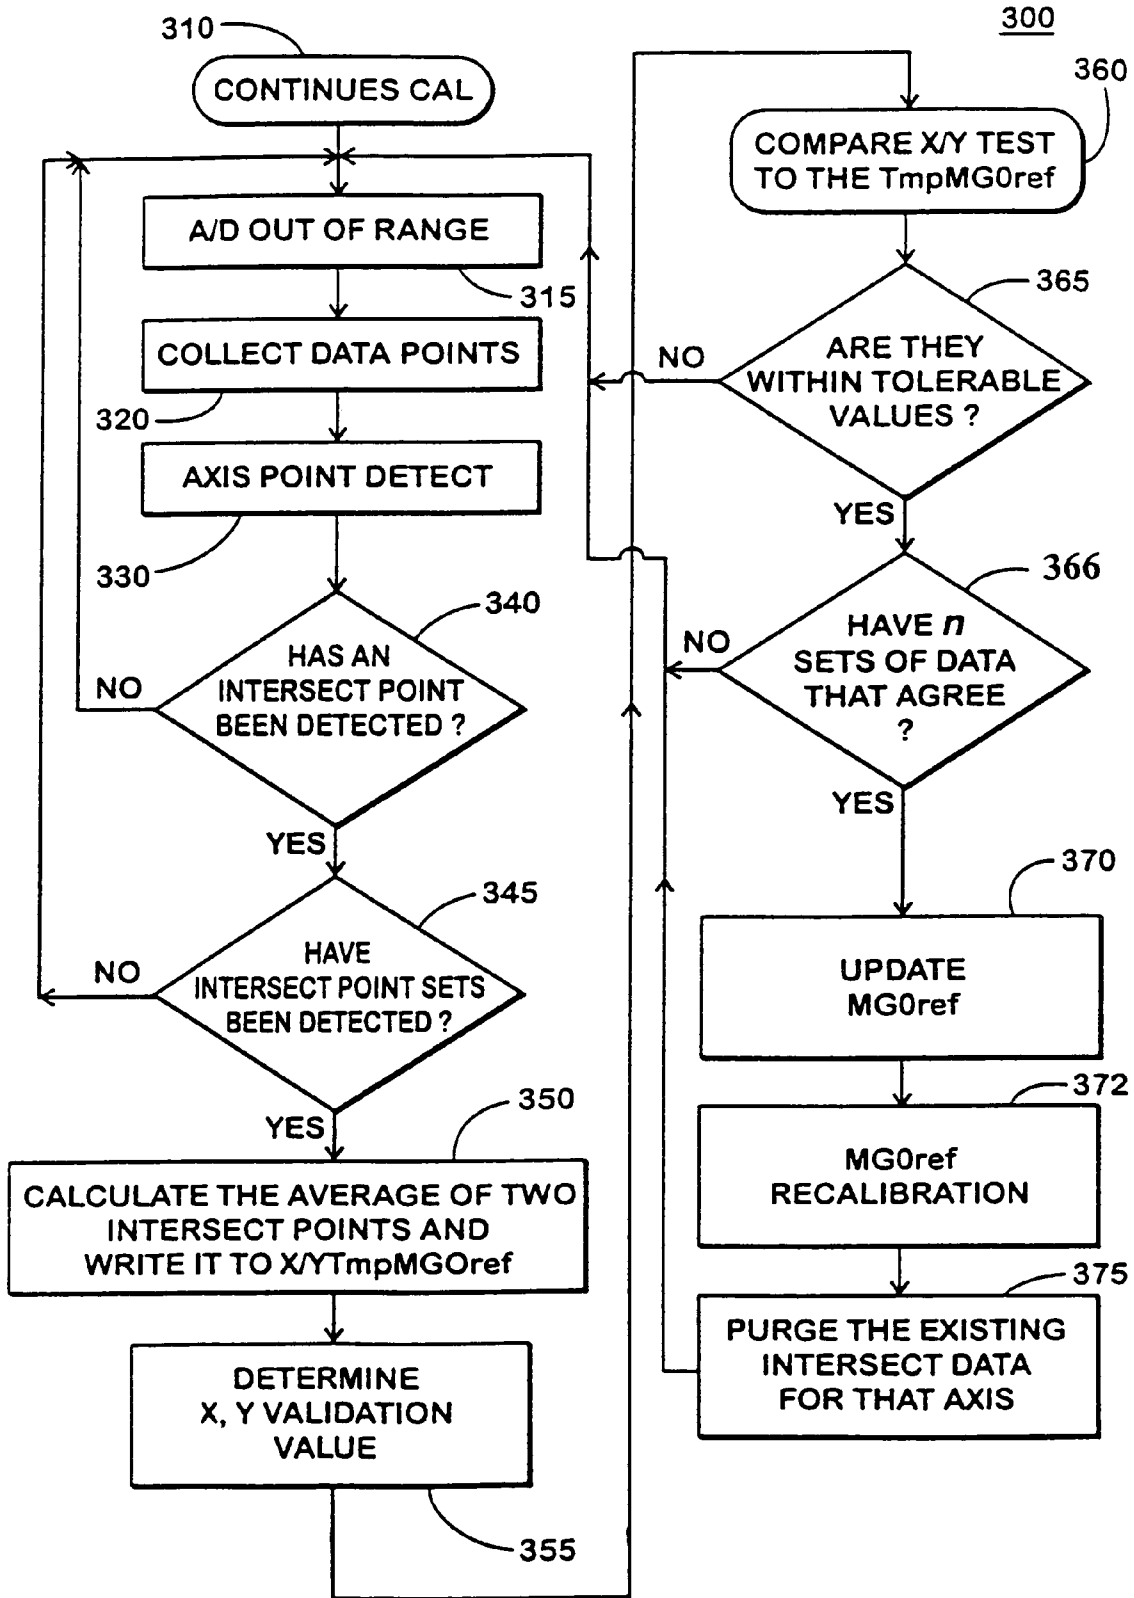 300
310
CONTINUES CAL
A/D OUT OF RANGE
315
COLLECT DATA POINTS
320
AXIS POINT DETECT
330
340
HAS AN
INTERSECT POINT
BEEN DETECTED ?
NO
YES
345
HAVE
INTERSECT POINT SETS
BEEN DETECTED ?
NO
YES
350
CALCULATE THE AVERAGE OF TWO
INTERSECT POINTS AND
WRITE IT TO X/YTmpMGOref
DETERMINE
X, Y VALIDATION
VALUE
355
360
COMPARE X/Y TEST
TO THE TmpMG0ref
365
ARE THEY
WITHIN TOLERABLE
VALUES ?
NO
YES
366
HAVE n
SETS OF DATA
THAT AGREE
?
NO
YES
370
UPDATE
MG0ref
372
MG0ref
RECALIBRATION
375
PURGE THE EXISTING
INTERSECT DATA
FOR THAT AXIS